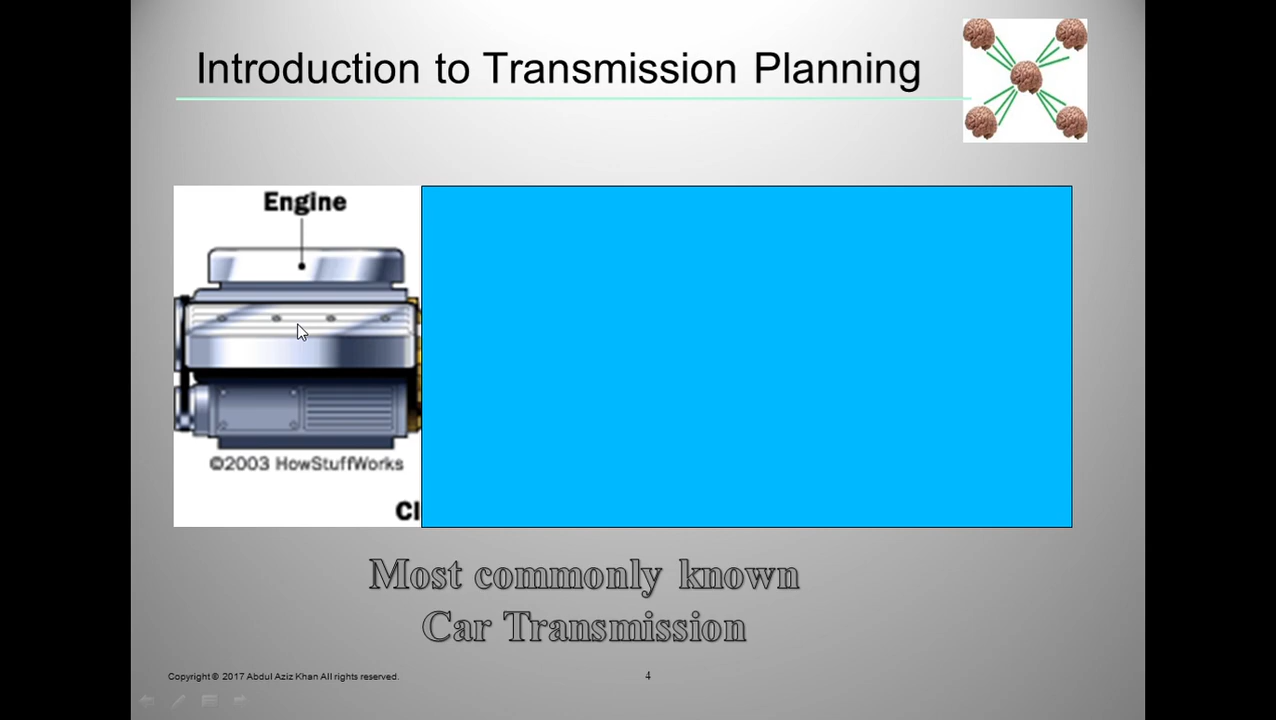 Introduction to Transmission Planning
Engine
©2003 HowStuffWorks
Cl
Most commonly known
Car Transmission
Copyright © 2017 Abdul Aziz Khan All rights reserved.
4